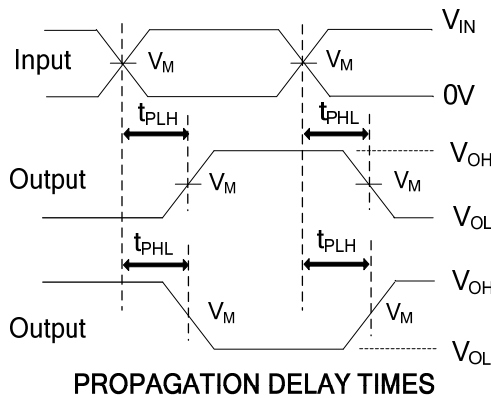 V_IN
Input
V_M
V_M
0V
t_PLH
t_PHL
V_OH
Output
V_M
V_M
V_OL
t_PHL
t_PLH
V_OH
V_M
V_M
Output
V_OL
PROPAGATION DELAY TIMES